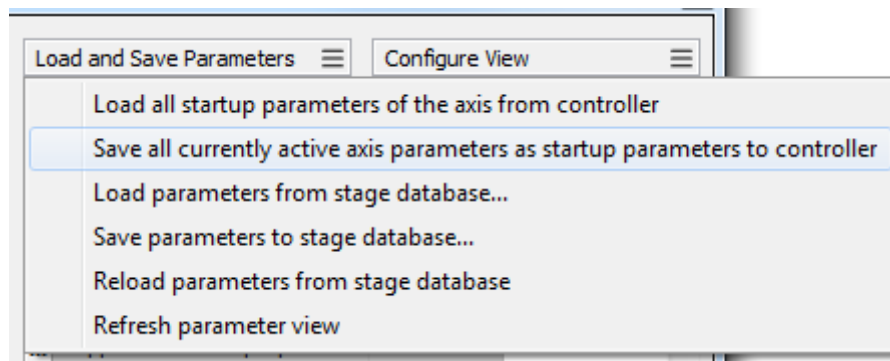 Load and Save Parameters
Configure View
Load all startup parameters of the axis from controller
Save all currently active axis parameters as startup parameters to controller
Load parameters from stage database...
Save parameters to stage database...
Reload parameters from stage database
Refresh parameter view